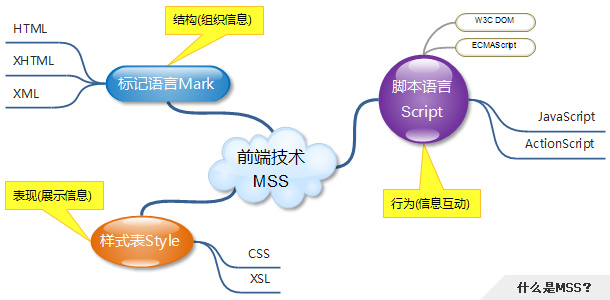 结构(组织信息)
HTML
XHTML
XML
标记语言Mark
W3C DOM
ECMAScript
脚本语言
Script
JavaScript
ActionScript
行为(信息互动)
前端技术
MSS
表现(展示信息)
样式表Style
CSS
XSL
什么是MSS?